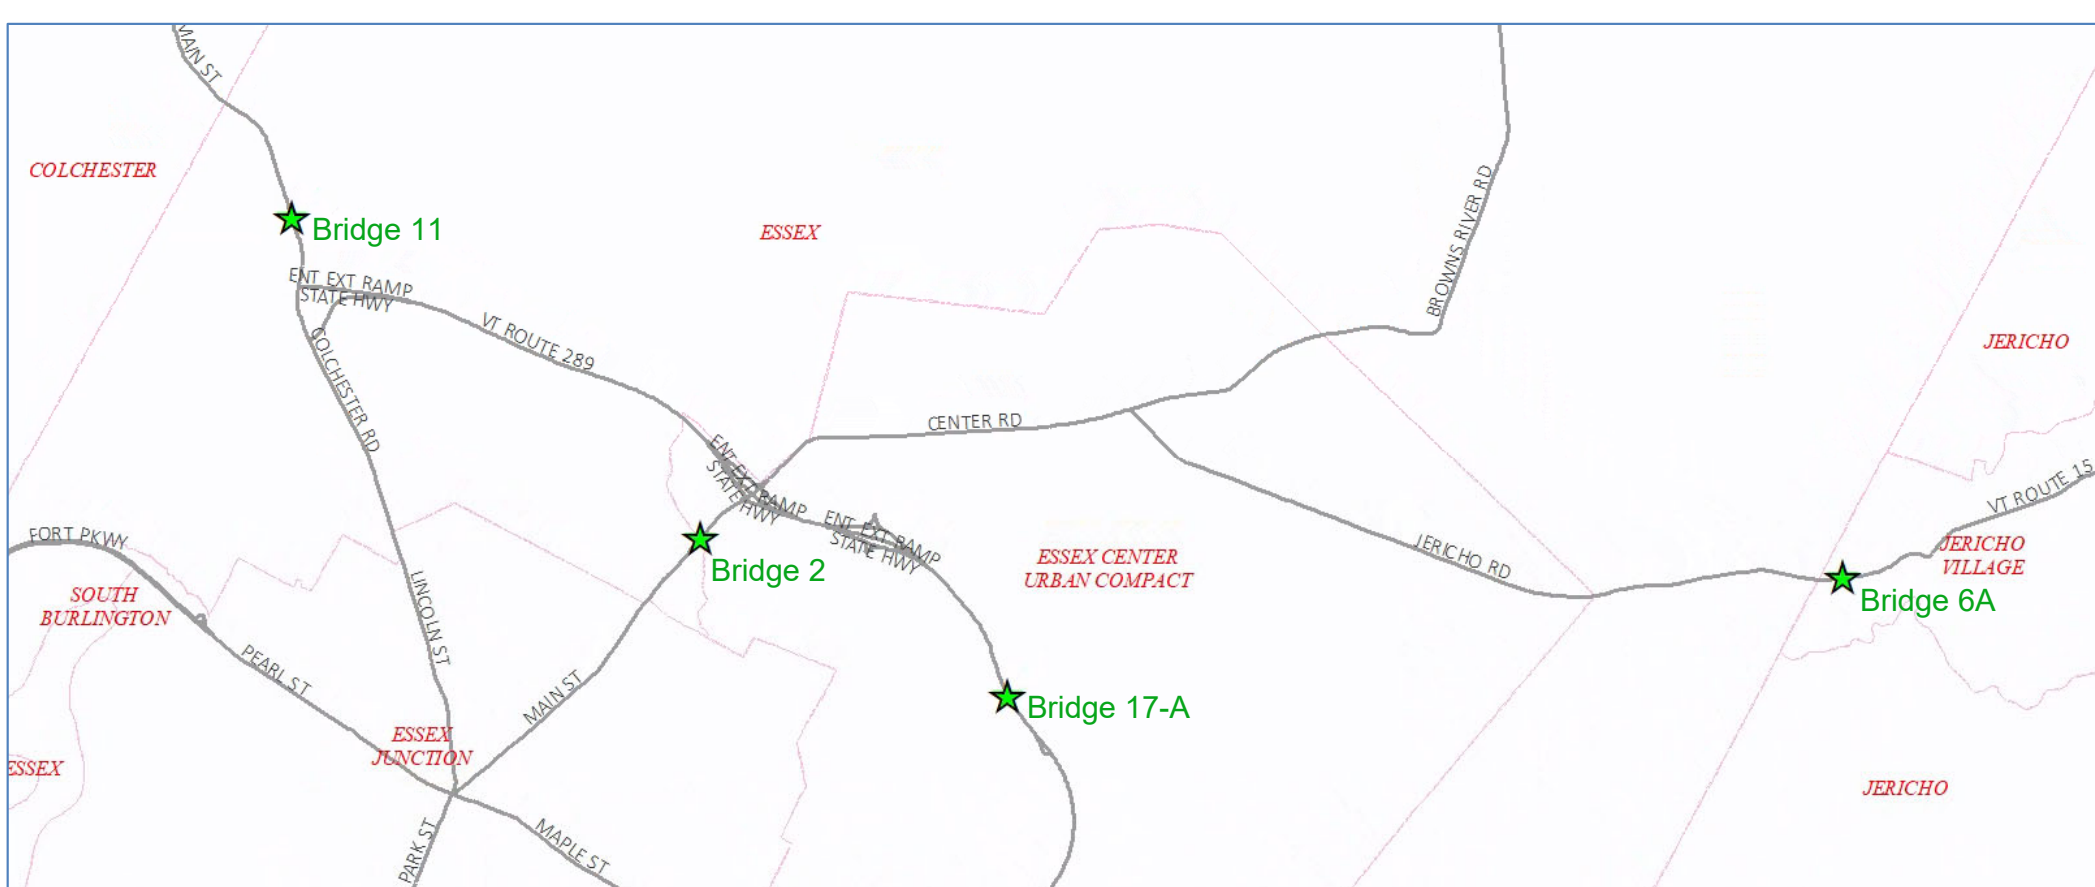 MAIN ST
COLCHESTER
Bridge 11
ESSEX
ENT EXT RAMP
STATE HWY
VT ROUTE 289
COLCHESTER RD
BROWNS RIVER RD
JERICHO
CENTER RD
ENT EXT RAMP
STATE HWY
ENT EXT RAMP
STATE HWY
VT ROUTE 15
FORT PKWY
Bridge 2
ESSEX CENTER
URBAN COMPACT
JERICHO RD
JERICHO
VILLAGE
Bridge 6A
SOUTH
BURLINGTON
LINCOLN ST
PEARL ST
MAIN ST
Bridge 17-A
ESSEX
JUNCTION
ESSEX
JERICHO
PARK ST
MAPLE ST